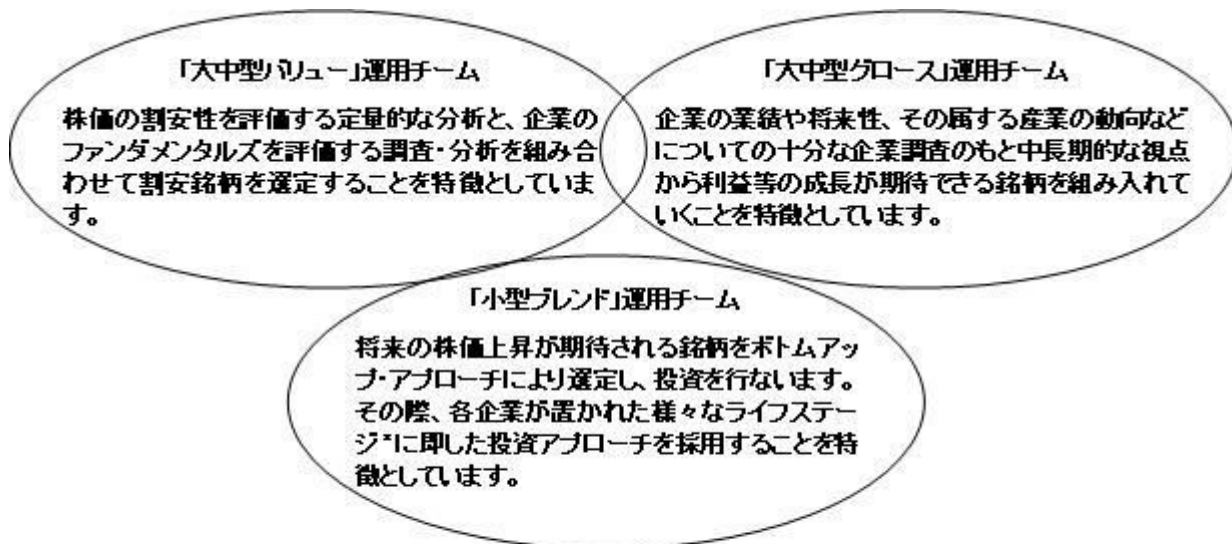 「大中型バリュー」運用チーム
株価の割安性を評価する定量的な分析と、企業の
ファンダメンタルズを評価する調査・分析を組み合
わせて割安銘柄を選定することを特徴としていま
す。
「大中型グロース」運用チーム
企業の業績や将来性、その属する産業の動向など
についての十分な企業調査のもと中長期的な視点
から利益等の成長が期待できる銘柄を組み入れて
いくことを特徴としています。
「小型ブレンド」運用チーム
将来の株価上昇が期待される銘柄をボトムアッ
プ・アプローチにより選定し、投資を行ないます。
その際、各企業が置かれた様々なライフステー
ジ*に即した投資アプローチを採用することを特
徴としています。